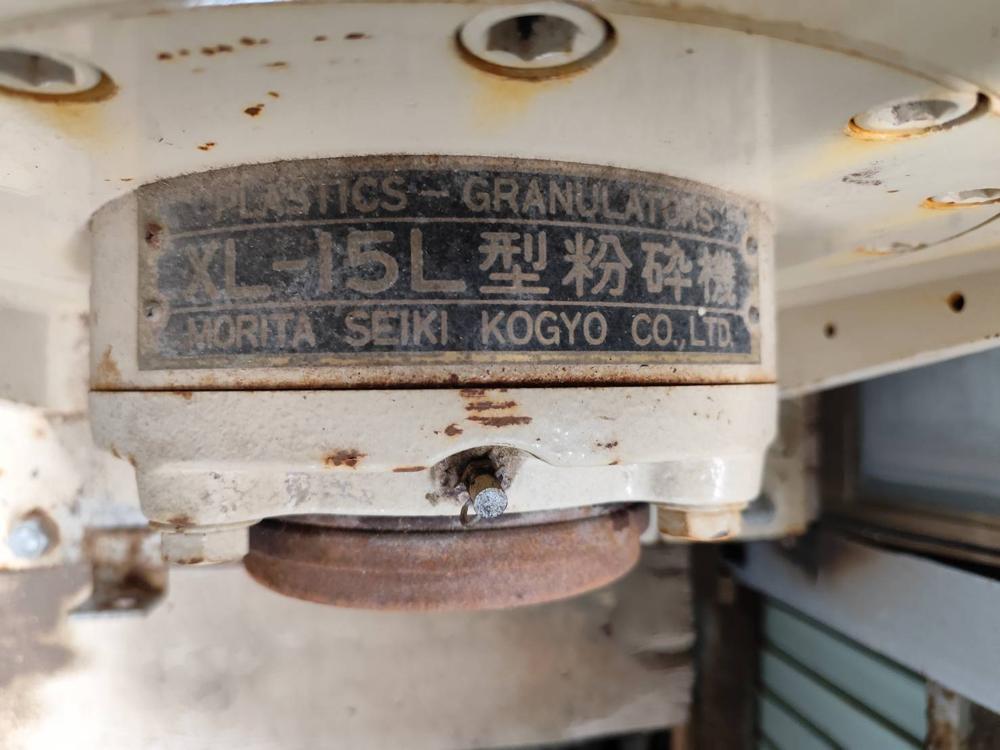 PLASTICS-GRANULATORS
XL-15L型粉砕機
MORITA SEIKI KOGYO CO.,LTD.